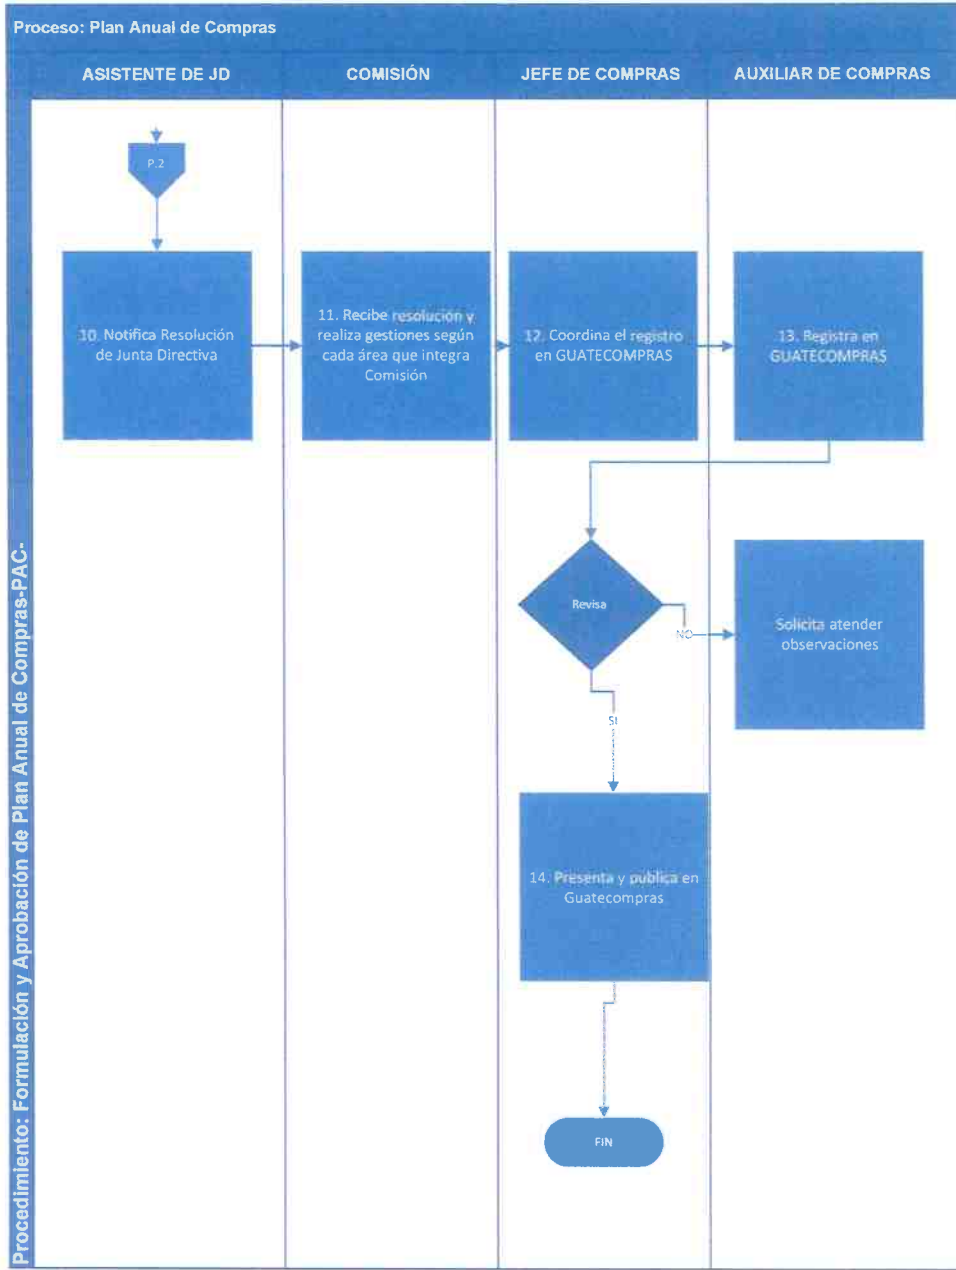 Proceso: Plan Anual de Compras
ASISTENTE DE JD
COMISIÓN
JEFE DE COMPRAS
AUXILIAR DE COMPRAS
Procedimiento: Formulación y Aprobación de Plan Anual de Compras-PAC-
P.2
10. Notifica Resolución
de Junta Directiva
11. Recibe resolución y
realiza gestiones según
cada área que integra
Comisión
12. Coordina el registro
en GUATECOMPRAS
13. Registra en
GUATECOMPRAS
Revisa
NO
Solicita atender
observaciones
SI
14. Presenta y publica en
Guatecompras
FIN